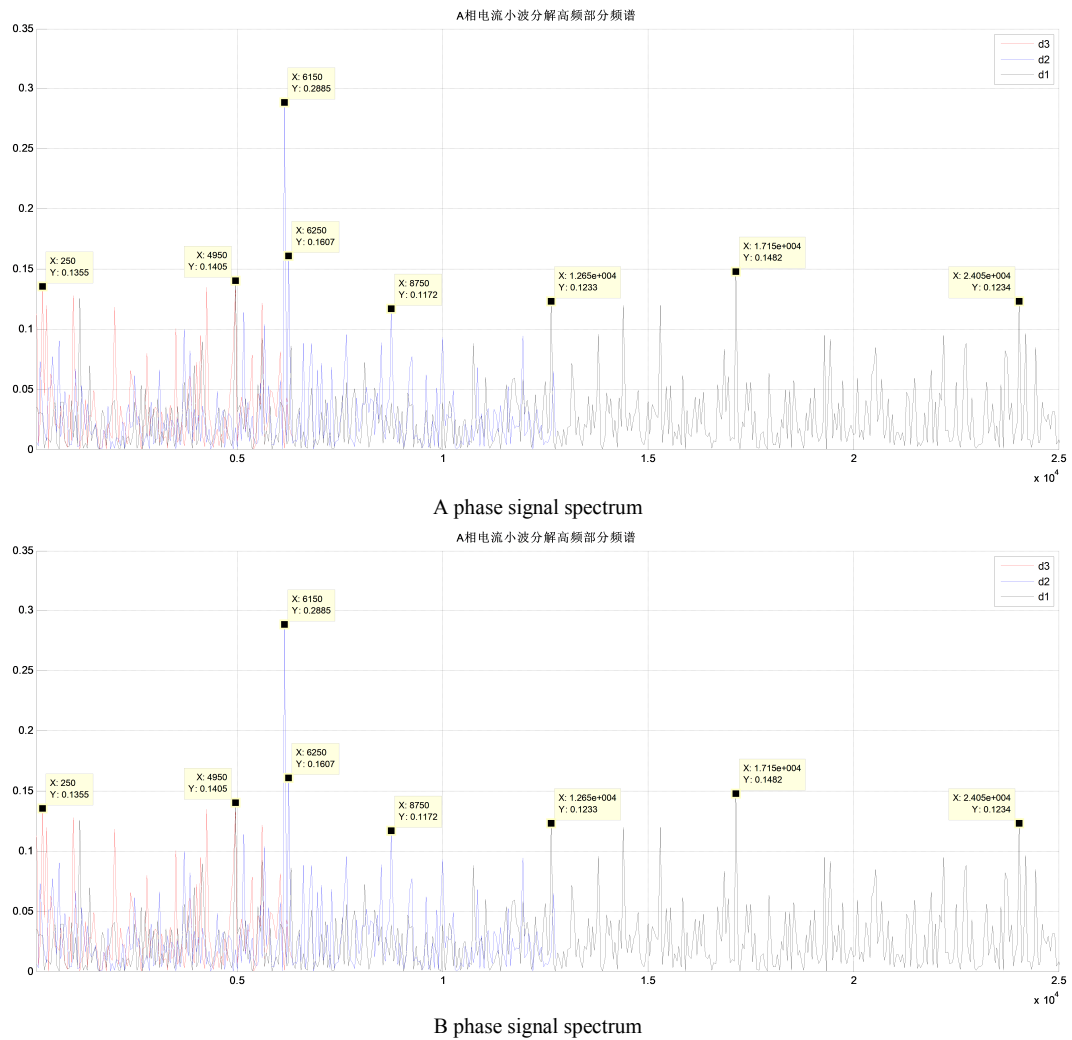 A相电流小波分解高频部分频谱
0.35
d3
d2
d1
0.3
X: 6150
Y: 0.2885
0.25
0.2
X: 6250
Y: 0.1607
X: 4950
Y: 0.1405
X: 250
Y: 0.1355
X: 1.715e+004
Y: 0.1482
0.15
X: 8750
Y: 0.1172
X: 1.265e+004
Y: 0.1233
X: 2.405e+004
Y: 0.1234
0.1
0.05
0
0.5
1
1.5
2
2.5
x 10^4
A phase signal spectrum
A相电流小波分解高频部分频谱
0.35
d3
d2
d1
0.3
X: 6150
Y: 0.2885
0.25
0.2
X: 6250
Y: 0.1607
X: 4950
Y: 0.1405
X: 250
Y: 0.1355
X: 1.715e+004
Y: 0.1482
0.15
X: 8750
Y: 0.1172
X: 1.265e+004
Y: 0.1233
X: 2.405e+004
Y: 0.1234
0.1
0.05
0
0.5
1
1.5
2
2.5
x 10^4
B phase signal spectrum